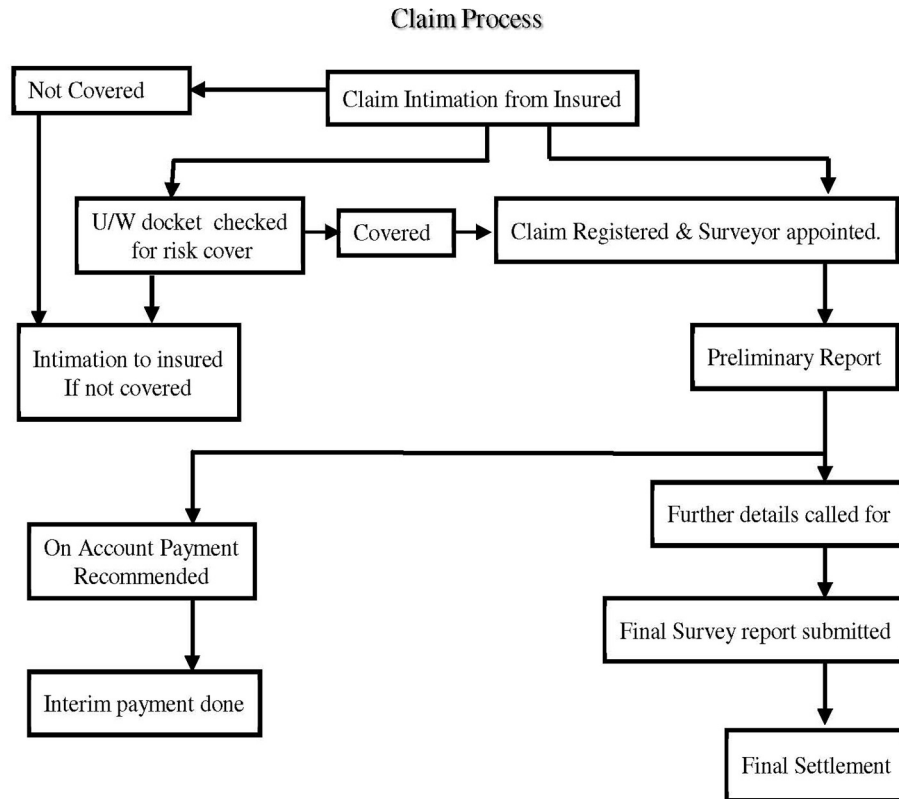 Claim Process
Not Covered
Claim Intimation from Insured
U/W docket checked
for risk cover
Covered
Claim Registered & Surveyor appointed.
Intimation to insured
If not covered
Preliminary Report
Further details called for
On Account Payment
Recommended
Final Survey report submitted
Interim payment done
Final Settlement